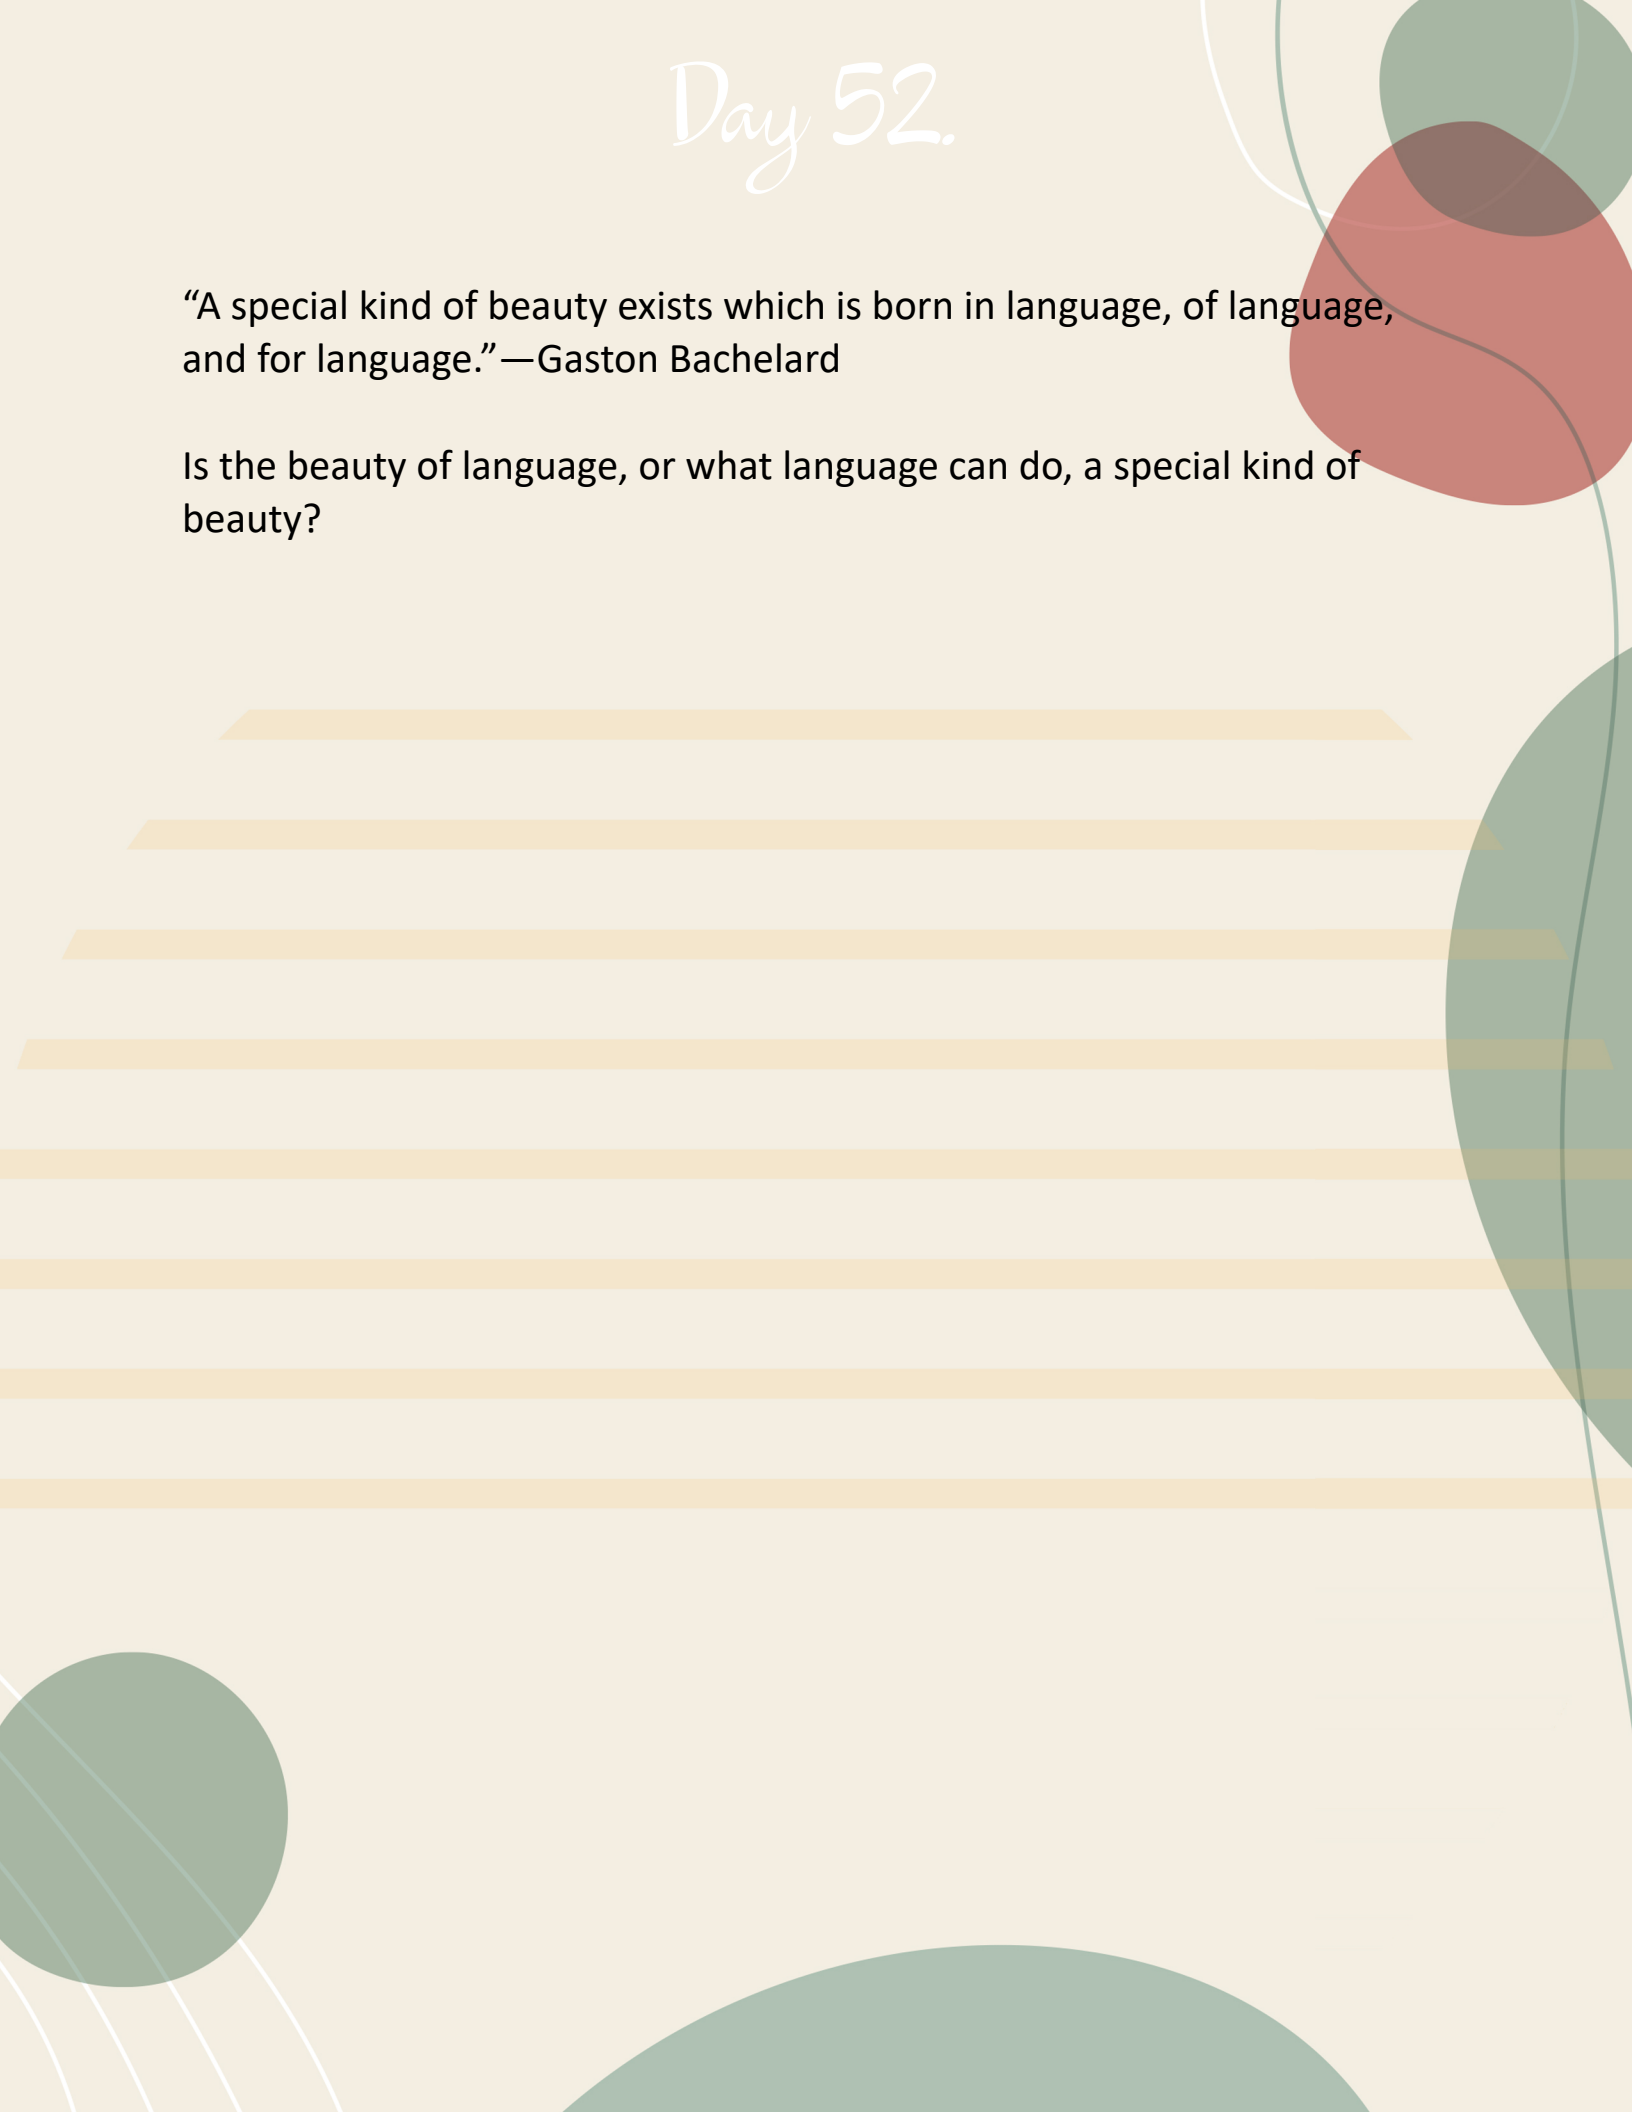 Day 52.
“A special kind of beauty exists which is born in language, of language,
and for language.”—Gaston Bachelard
Is the beauty of language, or what language can do, a special kind of
beauty?